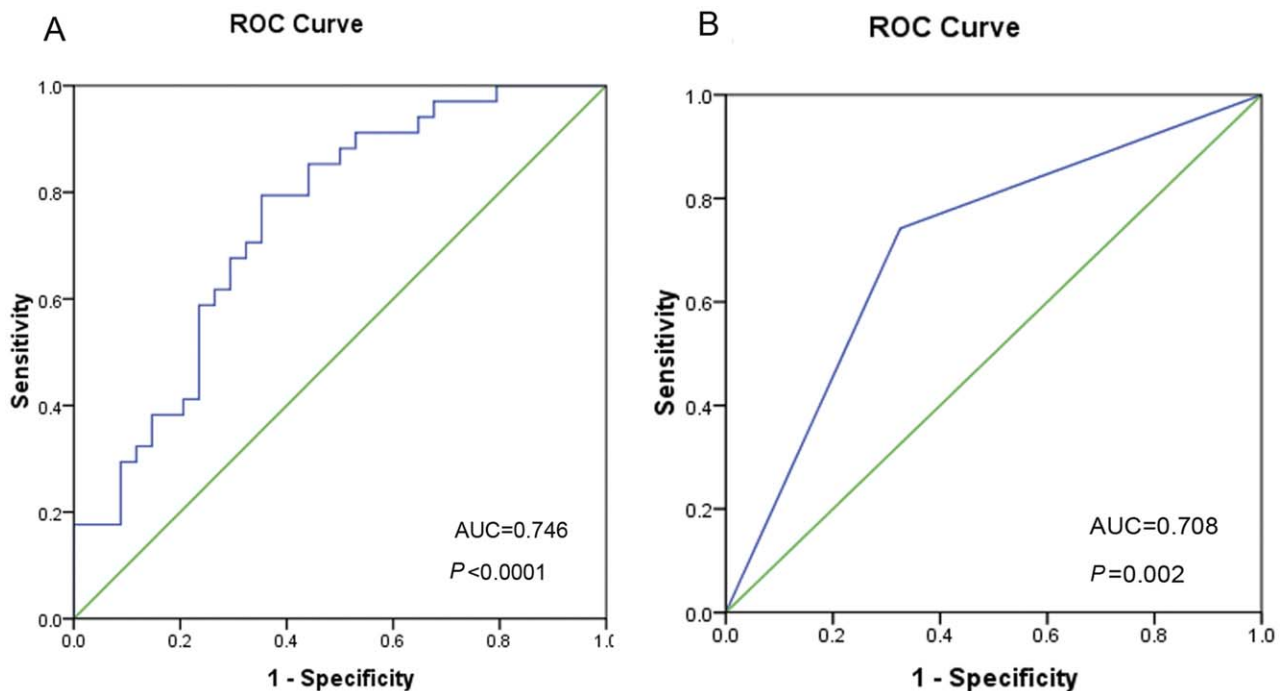 A
ROC Curve
1.0
0.8
0.6
0.4
0.2
0.0
Sensitivity
AUC=0.746
P<0.0001
0.0 0.2 0.4 0.6 0.8 1.0
1 - Specificity
B
ROC Curve
1.0
0.8
0.6
0.4
0.2
0.0
Sensitivity
AUC=0.708
P=0.002
0.0 0.2 0.4 0.6 0.8 1.0
1 - Specificity